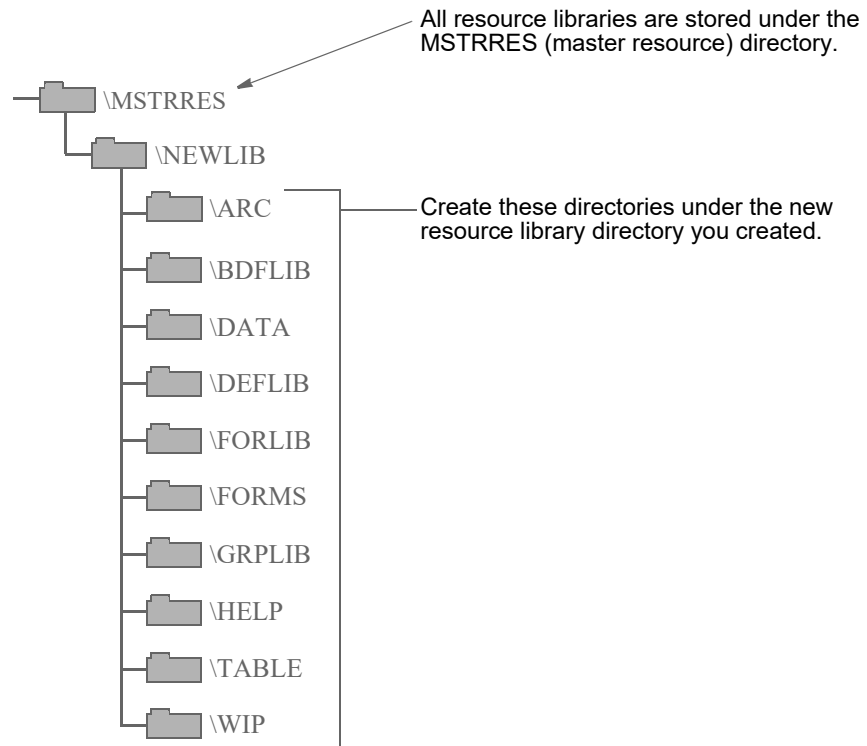 All resource libraries are stored under the
MSTRRES (master resource) directory.
\MSTRRES
\NEWLIB
\ARC
Create these directories under the new
resource library directory you created.
\BDFLIB
\DATA
\DEFLIB
\FORLIB
\FORMS
\GRPLIB
\HELP
\TABLE
\WIP